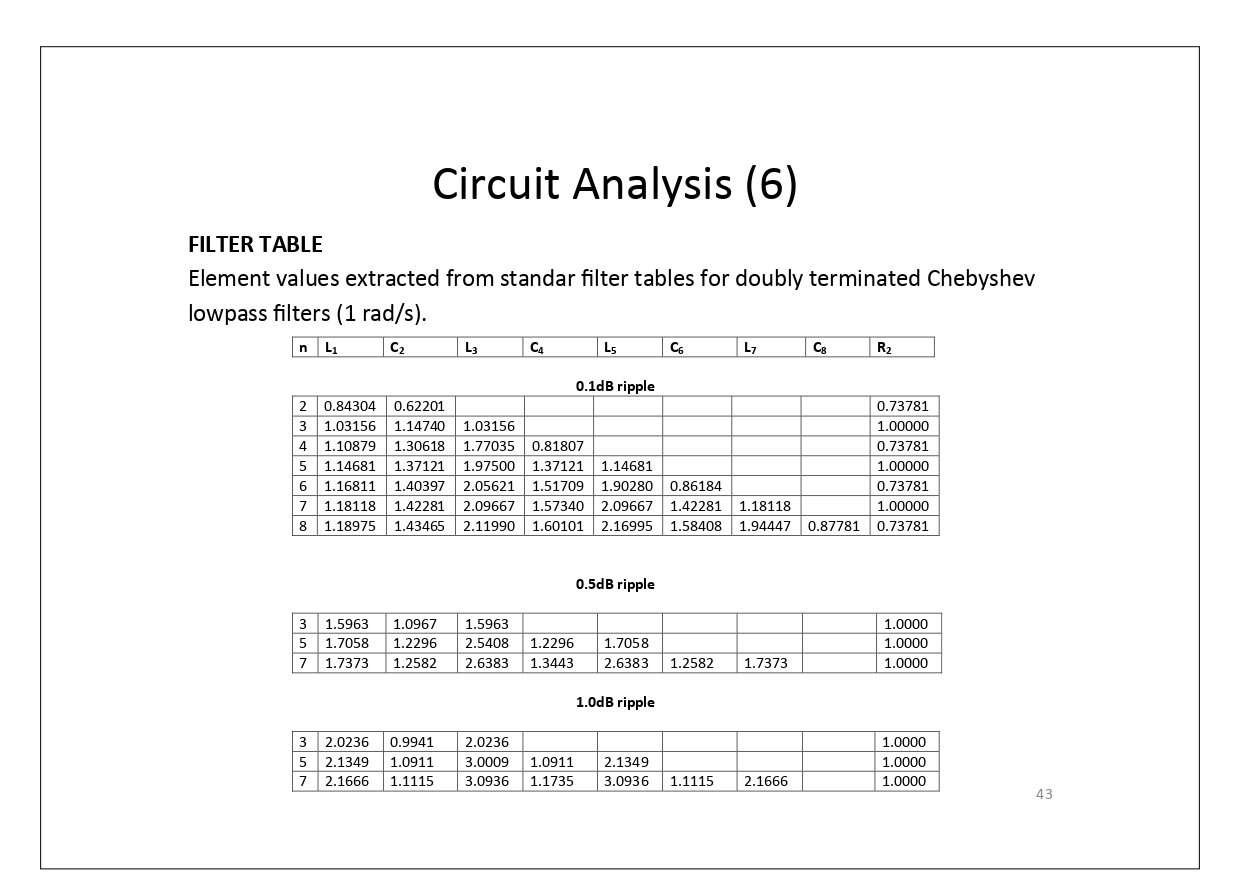 Circuit Analysis (6)
FILTER TABLE
Element values extracted from standar filter tables for doubly terminated Chebyshev
lowpass filters (1 rad/s).
n L₁ C₂ L₃ C₄ L₅ C₆ L₇ C₈ R₂
0.1dB ripple
2 0.84304 0.62201 0.73781
3 1.03156 1.14740 1.03156 1.00000
4 1.10879 1.30618 1.77035 0.81807 0.73781
5 1.14681 1.37121 1.97500 1.37121 1.14681 1.00000
6 1.16811 1.40397 2.05621 1.51709 1.90280 0.86184 0.73781
7 1.18118 1.42281 2.09667 1.57340 2.09667 1.42281 1.18118 1.00000
8 1.18975 1.43465 2.11990 1.60101 2.16995 1.58408 1.94447 0.87781 0.73781
0.5dB ripple
3 1.5963 1.0967 1.5963 1.0000
5 1.7058 1.2296 2.5408 1.2296 1.7058 1.0000
7 1.7373 1.2582 2.6383 1.3443 2.6383 1.2582 1.7373 1.0000
1.0dB ripple
3 2.0236 0.9941 2.0236 1.0000
5 2.1349 1.0911 3.0009 1.0911 2.1349 1.0000
7 2.1666 1.1115 3.0936 1.1735 3.0936 1.1115 2.1666 1.0000
43